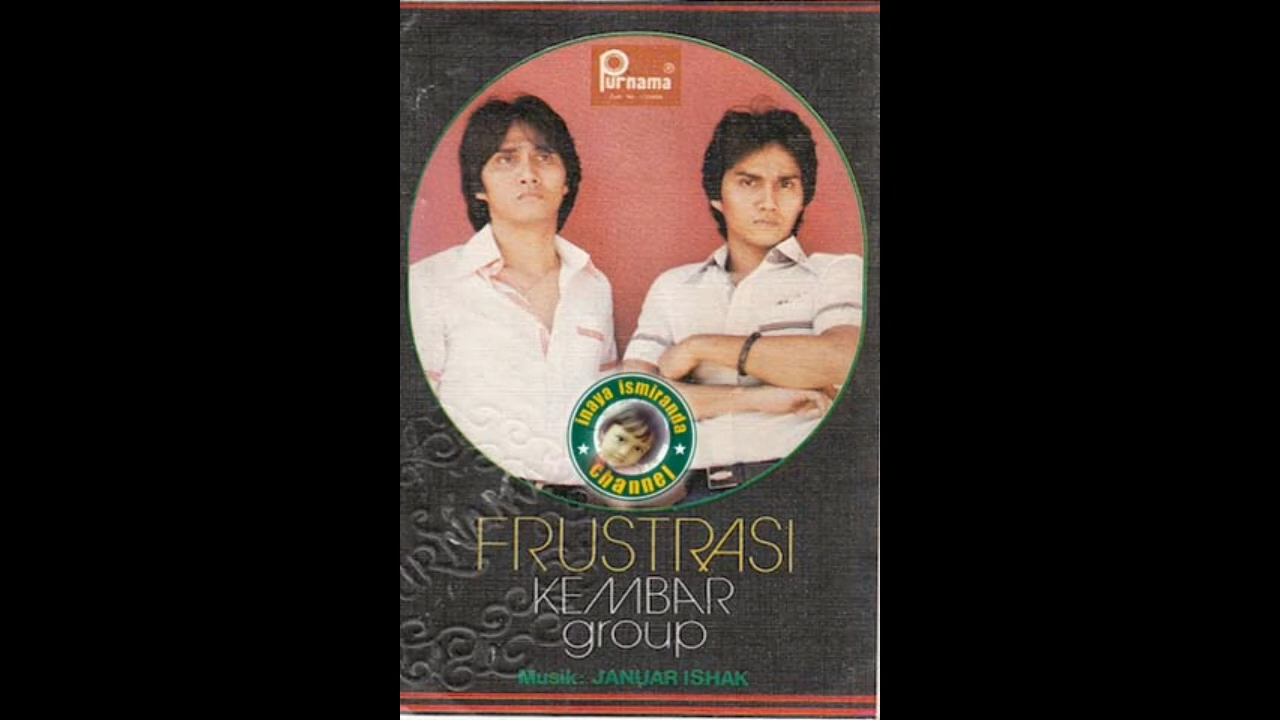 Purnama ®
inaya ismiranda
channel
FRUSTRASI
KEMBAR
group
Musik: JANUAR ISHAK